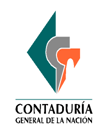 CONTADURÍA
GENERAL DE LA NACIÓN